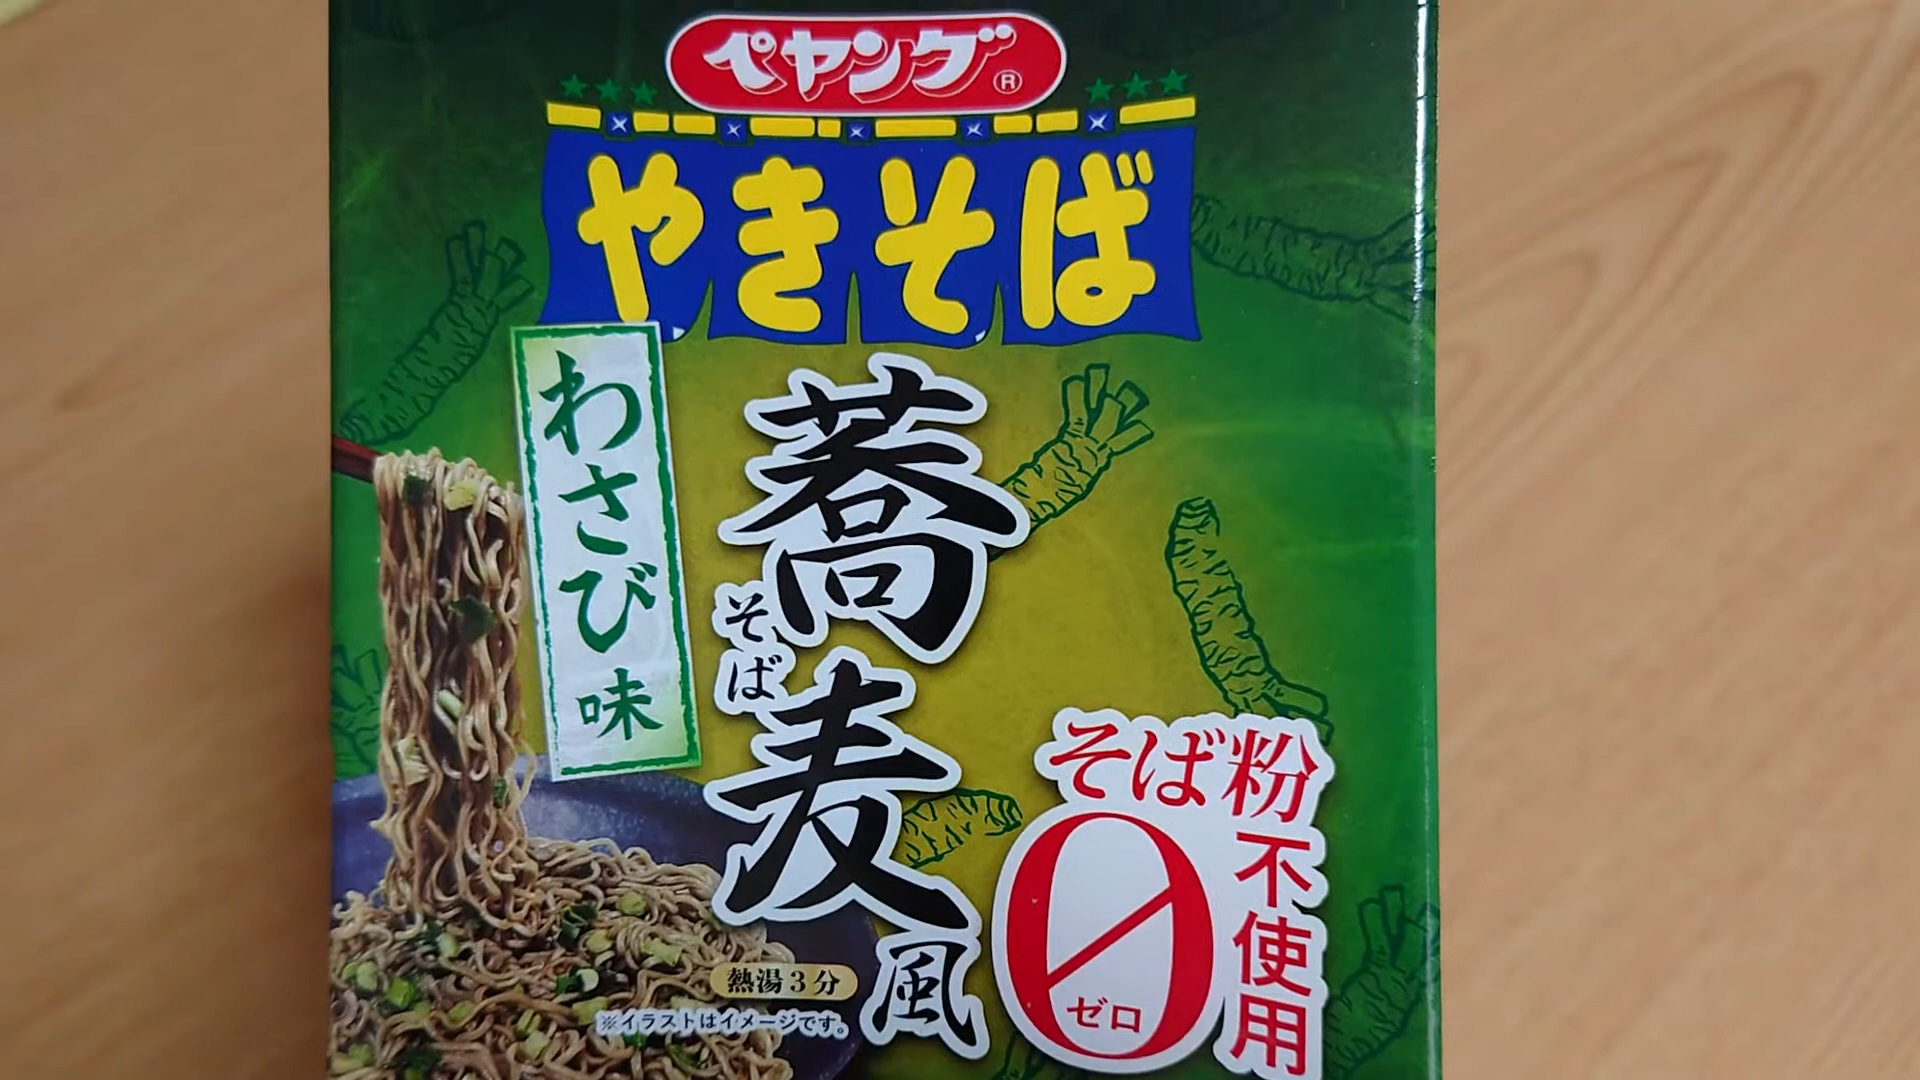 ペヤング®
やきそば
わさび味
蕎麦風
そば
そば粉不使用
0
ゼロ
熱湯3分
※イラストはイメージです。